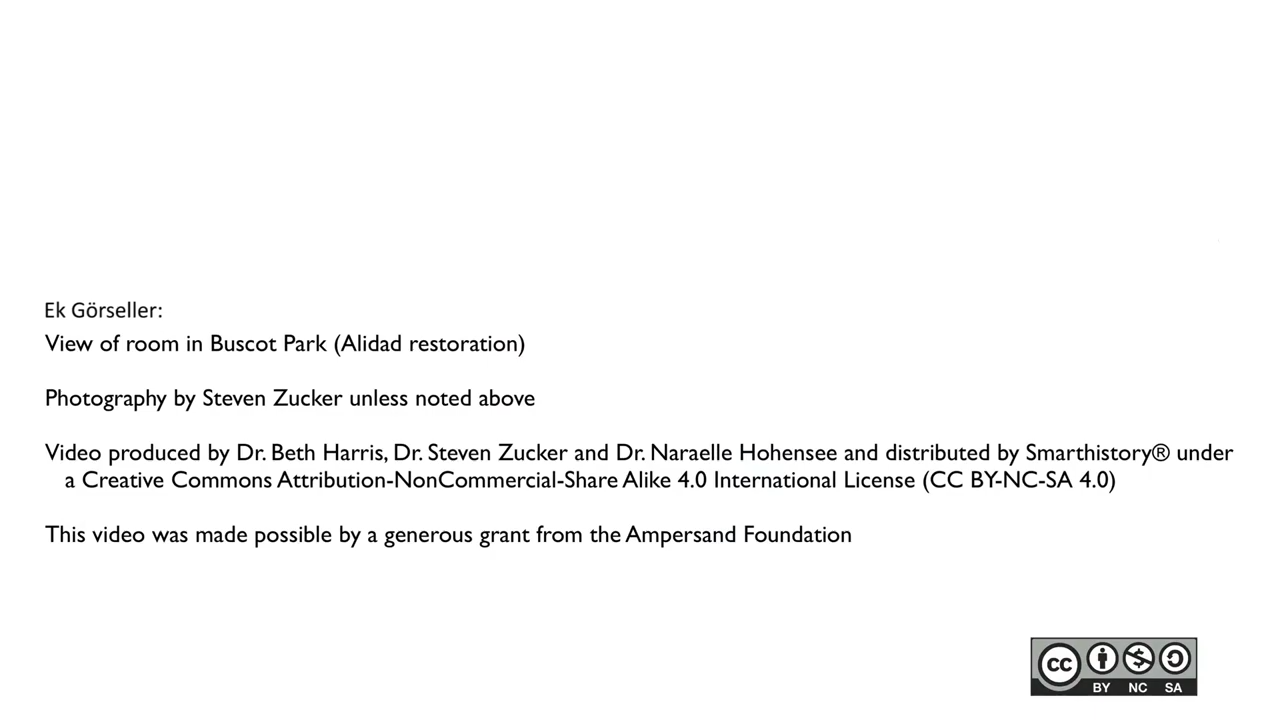 Ek Görseller:
View of room in Buscot Park (Alidad restoration)
Photography by Steven Zucker unless noted above
Video produced by Dr. Beth Harris, Dr. Steven Zucker and Dr. Naraelle Hohensee and distributed by Smarthistory® under
a Creative Commons Attribution-NonCommercial-Share Alike 4.0 International License (CC BY-NC-SA 4.0)
This video was made possible by a generous grant from the Ampersand Foundation
cc
BY NC SA